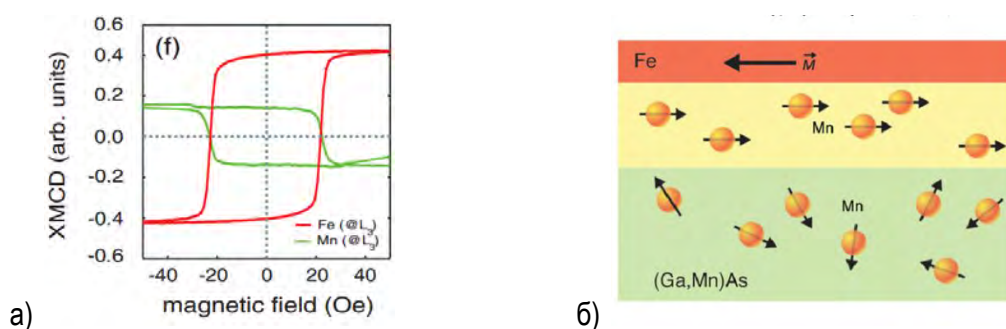 (f)
0.6
0.4
0.2
0.0
-0.2
-0.4
-0.6
XMCD (arb. units)
Fe (@L3)
Mn (@L3)
-40 -20 0 20 40
magnetic field (Oe)
а)
Fe
M
Mn
Mn
(Ga,Mn)As
б)